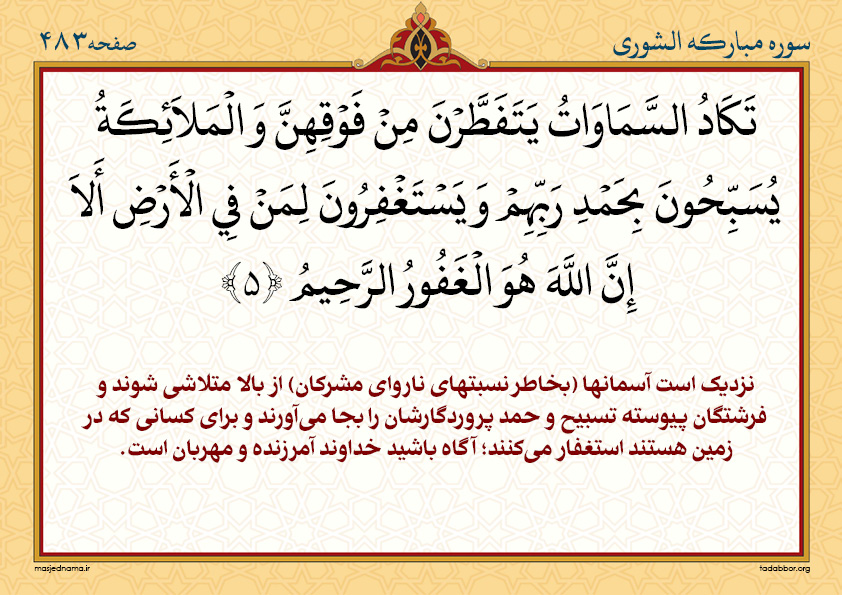 سوره مبارکه الشوری
صفحه۴۸۳
تَكَادُ السَّمَاوَاتُ يَتَفَطَّرْنَ مِنْ فَوْقِهِنَّ وَ الْمَلاَئِكَةُ
يُسَبِّحُونَ بِحَمْدِ رَبِّهِمْ وَ يَسْتَغْفِرُونَ لِمَنْ فِي الْأَرْضِ أَلاَ
إِنَّ اللَّهَ هُوَ الْغَفُورُ الرَّحِيمُ ﴿۵﴾
نزدیک است آسمانها (بخاطر نسبتهای ناروای مشرکان) از بالا متلاشی شوند و
فرشتگان پیوسته تسبیح و حمد پروردگارشان را بجا می‌آورند و برای کسانی که در
زمین هستند استغفار می‌کنند؛ آگاه باشید خداوند آمرزنده و مهربان است.
masjednama.ir
tadabbor.org